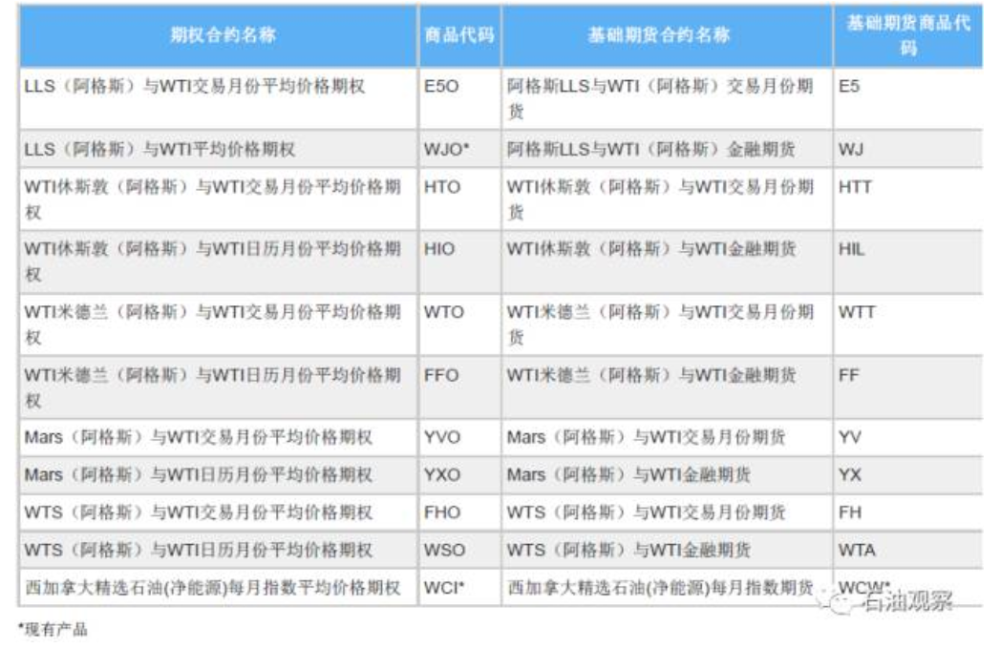 期权合约名称 商品代码 基础期货合约名称 基础期货商品代
码
LLS（阿格斯）与WTI交易月份平均价格期权 E5O 阿格斯LLS与WTI（阿格斯）交易月份期 E5
货
LLS（阿格斯）与WTI平均价格期权 WJO* 阿格斯LLS与WTI（阿格斯）金融期货 WJ
WTI休斯敦（阿格斯）与WTI交易月份平均价格期 HTO WTI休斯敦（阿格斯）与WTI交易月份期 HTT
权 货
WTI休斯敦（阿格斯）与WTI日历月份平均价格期 HIO WTI休斯敦（阿格斯）与WTI金融期货 HIL
权
WTI米德兰（阿格斯）与WTI交易月份平均价格期 WTO WTI米德兰（阿格斯）与WTI交易月份期 WTT
权 货
WTI米德兰（阿格斯）与WTI日历月份平均价格期 FFO WTI米德兰（阿格斯）与WTI金融期货 FF
权
Mars（阿格斯）与WTI交易月份平均价格期权 YVO Mars（阿格斯）与WTI交易月份期货 YV
Mars（阿格斯）与WTI日历月份平均价格期权 YXO Mars（阿格斯）与WTI金融期货 YX
WTS（阿格斯）与WTI交易月份平均价格期权 FHO WTS（阿格斯）与WTI交易月份期货 FH
WTS（阿格斯）与WTI日历月份平均价格期权 WSO WTS（阿格斯）与WTI金融期货 WTA
西加拿大精选石油(净能源)每月指数平均价格期权 WCI* 西加拿大精选石油(净能源)每月指数期货 WCW*
石油观察
*现有产品